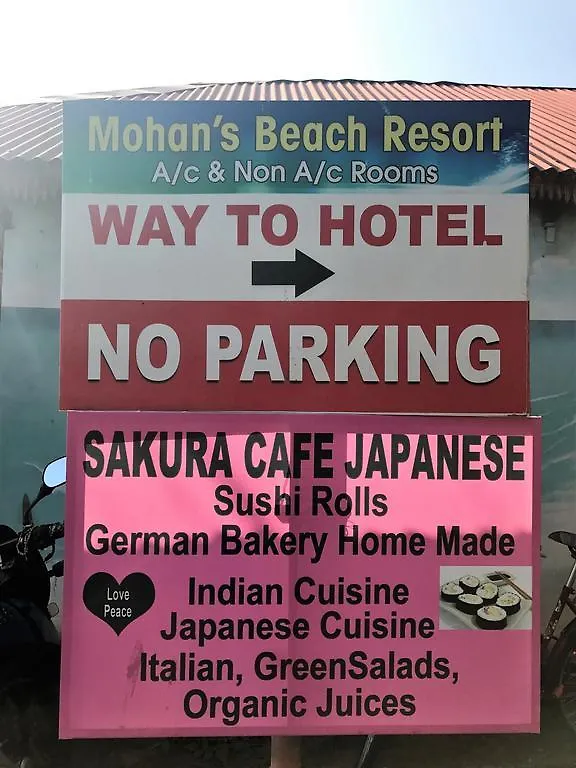 Mohan's Beach Resort
A/c & Non A/c Rooms
WAY TO HOTEL
NO PARKING
SAKURA CAFE JAPANESE
Sushi Rolls
German Bakery Home Made
Love
Peace
Indian Cuisine
Japanese Cuisine
Italian, GreenSalads,
Organic Juices